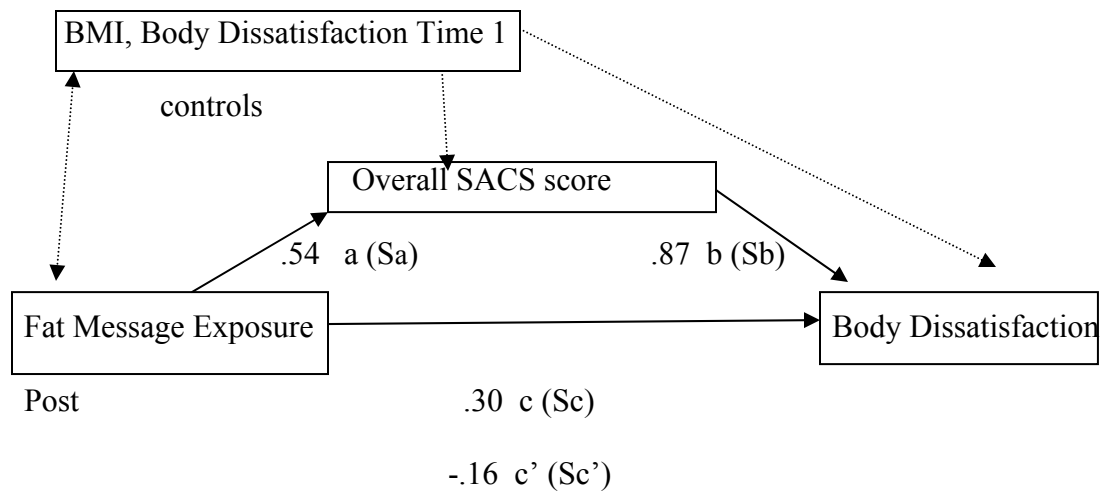 BMI, Body Dissatisfaction Time 1
controls
Overall SACS score
.54 a (Sa)
.87 b (Sb)
Fat Message Exposure
Body Dissatisfaction
Post
.30 c (Sc)
-.16 c’ (Sc’)